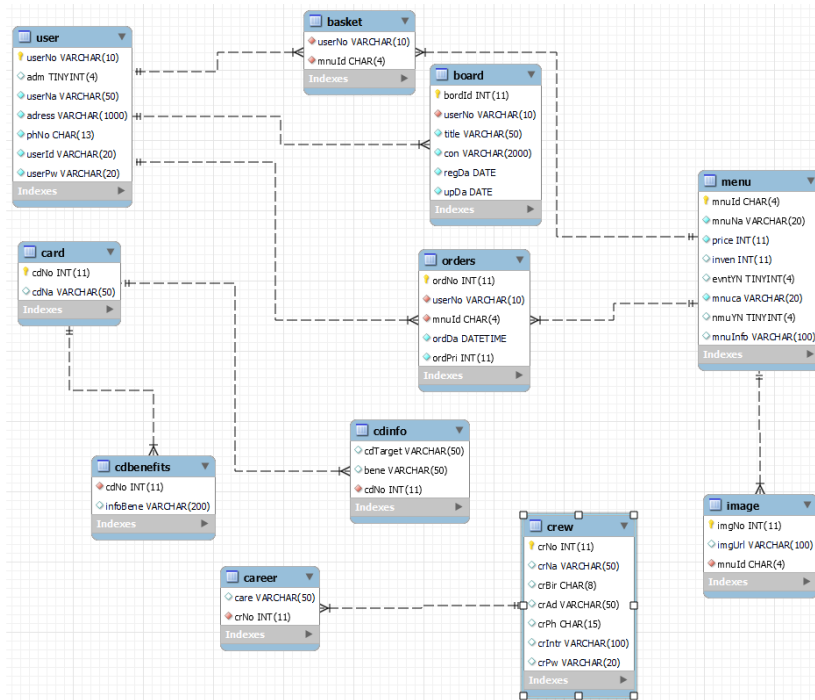 user
userNo VARCHAR(10)
adm TINYINT(4)
userNa VARCHAR(50)
adress VARCHAR(1000)
phNo CHAR(13)
userId VARCHAR(20)
userPw VARCHAR(20)
Indexes
basket
userNo VARCHAR(10)
mnuId CHAR(4)
Indexes
board
bordId INT(11)
userNo VARCHAR(10)
title VARCHAR(50)
con VARCHAR(2000)
regDa DATE
upDa DATE
Indexes
menu
mnuId CHAR(4)
mnuNa VARCHAR(20)
price INT(11)
inven INT(11)
evntYN TINYINT(4)
mnuca VARCHAR(20)
nmuYN TINYINT(4)
mnuInfo VARCHAR(100)
Indexes
card
cdNo INT(11)
cdNa VARCHAR(50)
Indexes
orders
ordNo INT(11)
userNo VARCHAR(10)
mnuId CHAR(4)
ordDa DATETIME
ordPri INT(11)
Indexes
cdinfo
cdTarget VARCHAR(50)
bene VARCHAR(50)
cdNo INT(11)
Indexes
cdbenefits
cdNo INT(11)
infoBene VARCHAR(200)
Indexes
image
imgNo INT(11)
imgUrl VARCHAR(100)
mnuId CHAR(4)
Indexes
crew
crNo INT(11)
crNa VARCHAR(50)
crBir CHAR(8)
crAd VARCHAR(50)
crPh CHAR(15)
crIntr VARCHAR(100)
crPw VARCHAR(20)
Indexes
career
care VARCHAR(50)
crNo INT(11)
Indexes